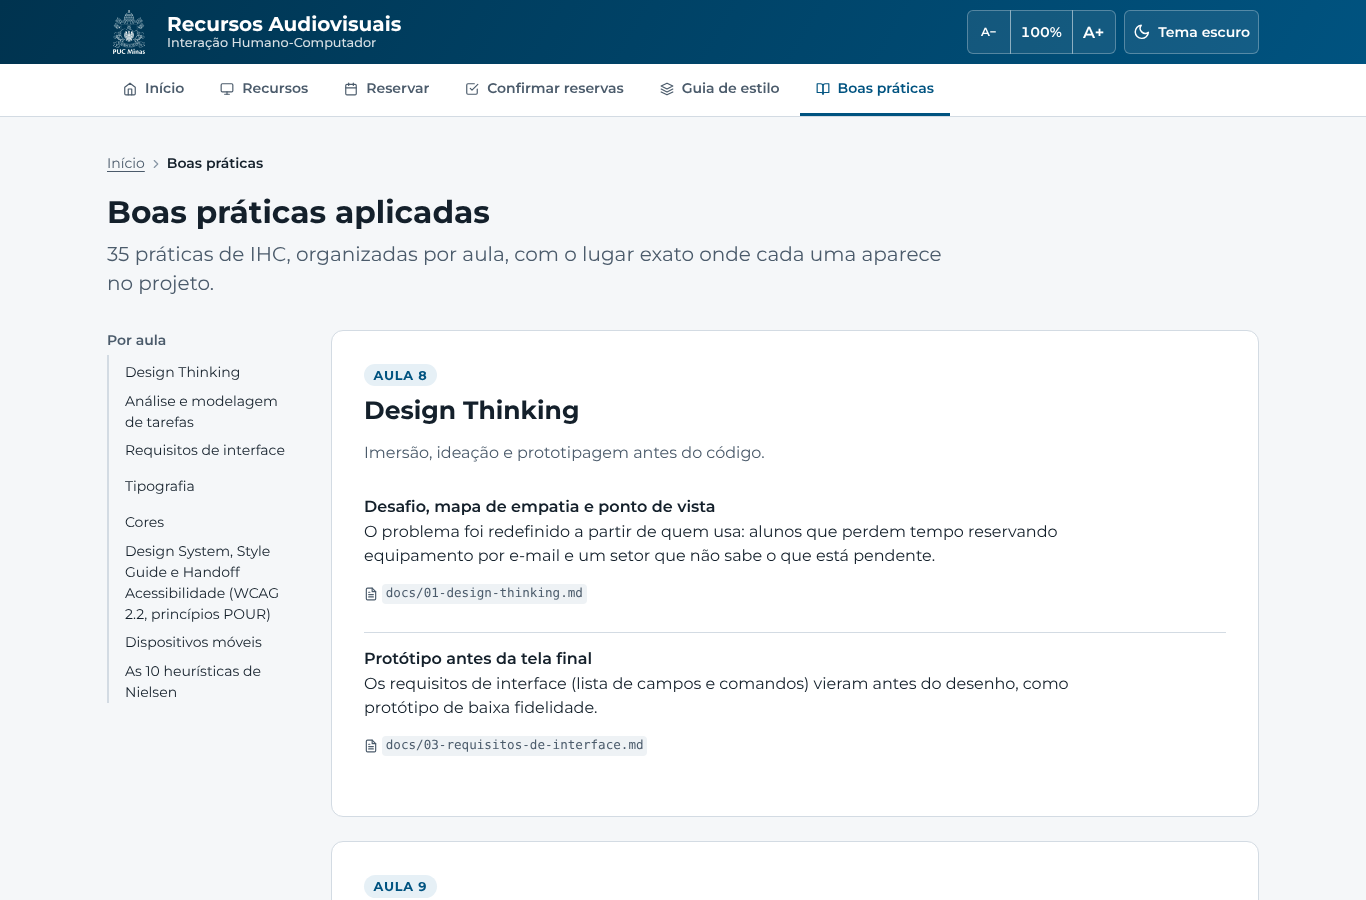 PUC Minas
Recursos Audiovisuais
Interação Humano-Computador
A−
100%
A+
Tema escuro
Início
Recursos
Reservar
Confirmar reservas
Guia de estilo
Boas práticas
Início
Boas práticas
Boas práticas aplicadas
35 práticas de IHC, organizadas por aula, com o lugar exato onde cada uma aparece
no projeto.
Por aula
Design Thinking
Análise e modelagem
de tarefas
Requisitos de interface
Tipografia
Cores
Design System, Style
Guide e Handoff
Acessibilidade (WCAG
2.2, princípios POUR)
Dispositivos móveis
As 10 heurísticas de
Nielsen
AULA 8
Design Thinking
Imersão, ideação e prototipagem antes do código.
Desafio, mapa de empatia e ponto de vista
O problema foi redefinido a partir de quem usa: alunos que perdem tempo reservando
equipamento por e-mail e um setor que não sabe o que está pendente.
docs/01-design-thinking.md
Protótipo antes da tela final
Os requisitos de interface (lista de campos e comandos) vieram antes do desenho, como
protótipo de baixa fidelidade.
docs/03-requisitos-de-interface.md
AULA 9